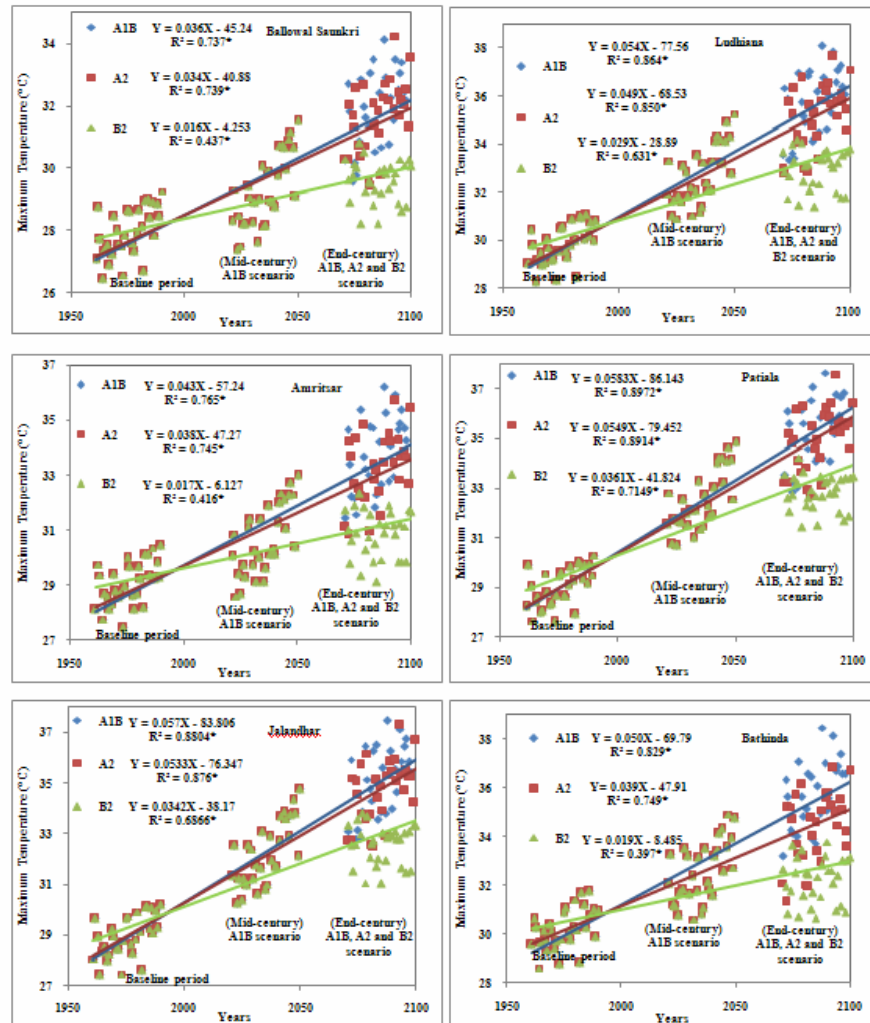 A1B Y = 0.036X - 45.24
R² = 0.737*
Ballowal Saunkri
A2 Y = 0.034X - 40.88
R² = 0.739*
B2 Y = 0.016X - 4.253
R² = 0.437*
Maximum Temperature (° C)
34
32
30
28
26
Baseline period
(Mid-century)
A1B scenario
(End-century)
A1B, A2 and B2
scenario
1950 2000 2050 2100
Years
A1B Y = 0.054X - 77.56
R² = 0.864*
Ludhiana
A2 Y = 0.049X - 68.53
R² = 0.850*
B2 Y = 0.029X - 28.89
R² = 0.631*
Maximum Temperature (° C)
38
36
34
32
30
28
Baseline period
(Mid-century)
A1B scenario
(End-century)
A1B, A2 and
B2 scenario
1950 2000 2050 2100
Years
A1B Y = 0.043X - 57.24
R² = 0.765*
Amritsar
A2 Y = 0.038X - 47.27
R² = 0.745*
B2 Y = 0.017X - 6.127
R² = 0.416*
Maximum Temperature (° C)
37
35
33
31
29
27
Baseline period
(Mid-century)
A1B scenario
(End-century)
A1B, A2 and B2
scenario
1950 2000 2050 2100
Years
A1B Y = 0.0583X - 86.143
R² = 0.8972*
Patiala
A2 Y = 0.0549X - 79.452
R² = 0.8914*
B2 Y = 0.0361X - 41.824
R² = 0.7149*
Maximum Temperature (° C)
37
35
33
31
29
27
Baseline period
(Mid-century)
A1B scenario
(End-century)
A1B, A2 and B2
scenario
1950 2000 2050 2100
Years
A1B Y = 0.057X - 83.806
R² = 0.8804*
Jalandhar
A2 Y = 0.0533X - 76.347
R² = 0.876*
B2 Y = 0.0342X - 38.17
R² = 0.6866*
Maximum Temperature (° C)
37
35
33
31
29
27
Baseline period
(Mid-century)
A1B scenario
(End-century)
A1B, A2 and B2
scenario
1950 2000 2050 2100
Years
A1B Y = 0.050X - 69.79
R² = 0.829*
Bathinda
A2 Y = 0.039X - 47.91
R² = 0.749*
B2 Y = 0.019X - 8.485
R² = 0.397*
Maximum Temperature (° C)
38
36
34
32
30
28
Baseline period
(Mid-century)
A1B scenario
(End-century)
A1B, A2 and B2
scenario
1950 2000 2050 2100
Years